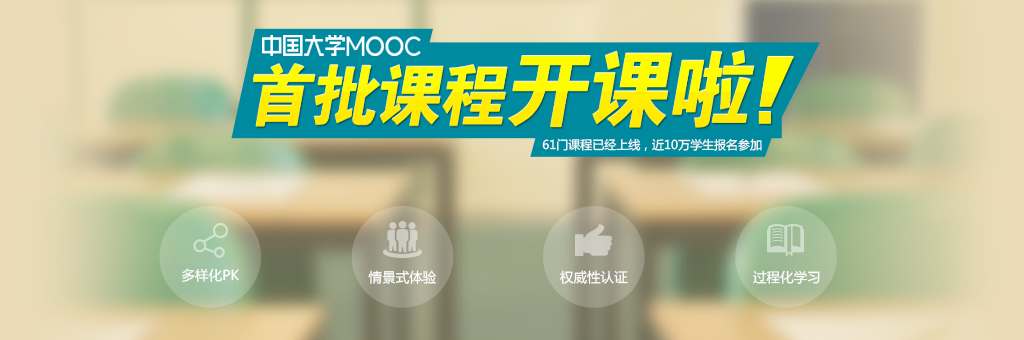 中国大学MOOC
首批课程开课啦!
61门课程已经上线，近10万学生报名参加
多样化PK
情景式体验
权威性认证
过程化学习